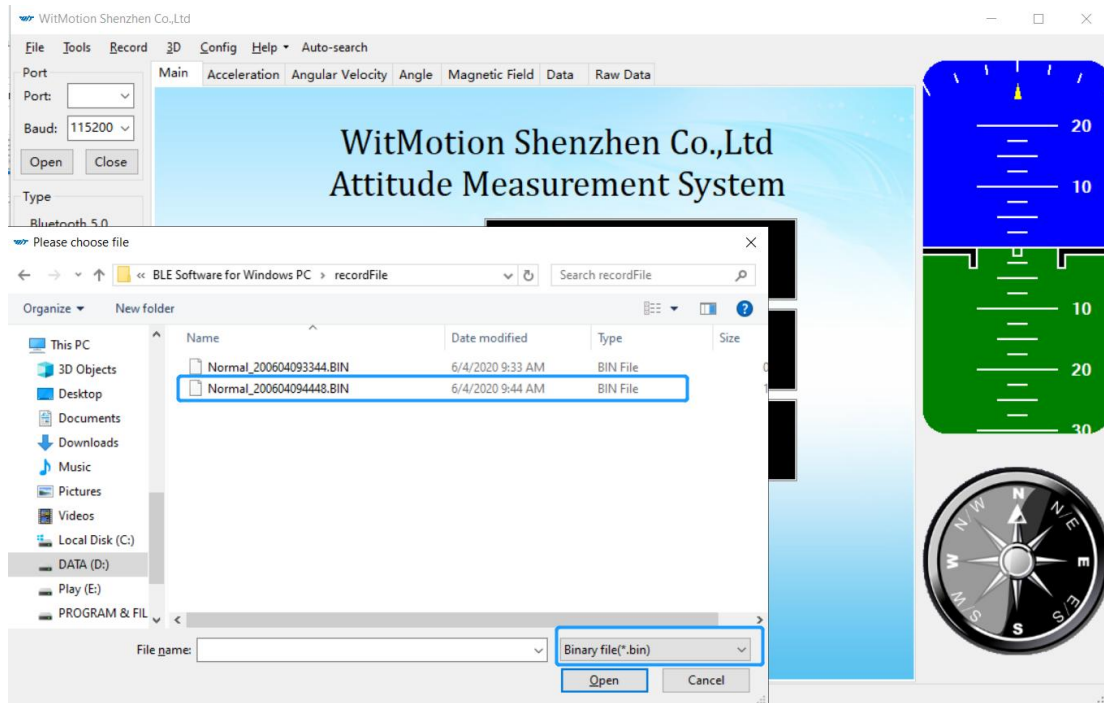 WitMotion Shenzhen Co.,Ltd
File Tools Record 3D Config Help Auto-search
Port
Port:
Baud: 115200
Open Close
Type
Bluetooth 5.0
Main Acceleration Angular Velocity Angle Magnetic Field Data Raw Data
WitMotion Shenzhen Co.,Ltd
Attitude Measurement System
20
10
10
20
30
N
N/E
E
S/E
S
S/W
W
N/W
Please choose file
« BLE Software for Windows PC › recordFile
Search recordFile
Organize New folder
Name Date modified Type Size
Normal_200604093344.BIN 6/4/2020 9:33 AM BIN File 0
Normal_200604094448.BIN 6/4/2020 9:44 AM BIN File 1
This PC
3D Objects
Desktop
Documents
Downloads
Music
Pictures
Videos
Local Disk (C:)
DATA (D:)
Play (E:)
PROGRAM & FIL
File name:
Binary file(*.bin)
Open Cancel